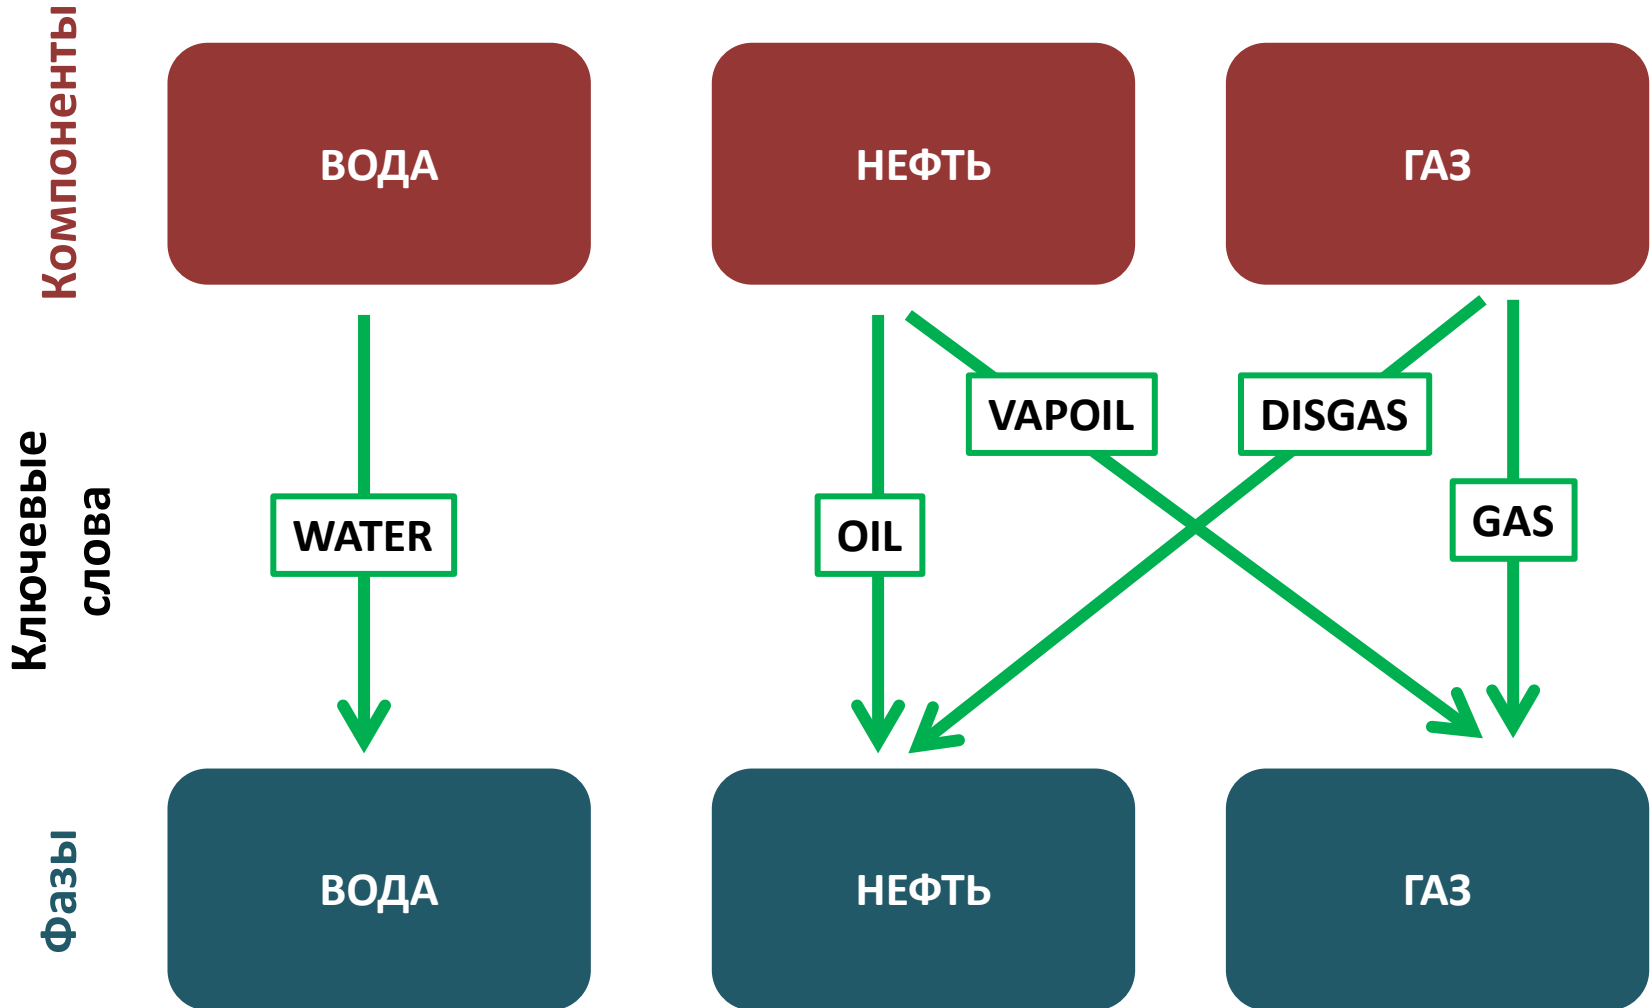 Компоненты
ВОДА
НЕФТЬ
ГАЗ
Ключевые
слова
VAPOIL
DISGAS
WATER
OIL
GAS
Фазы
ВОДА
НЕФТЬ
ГАЗ